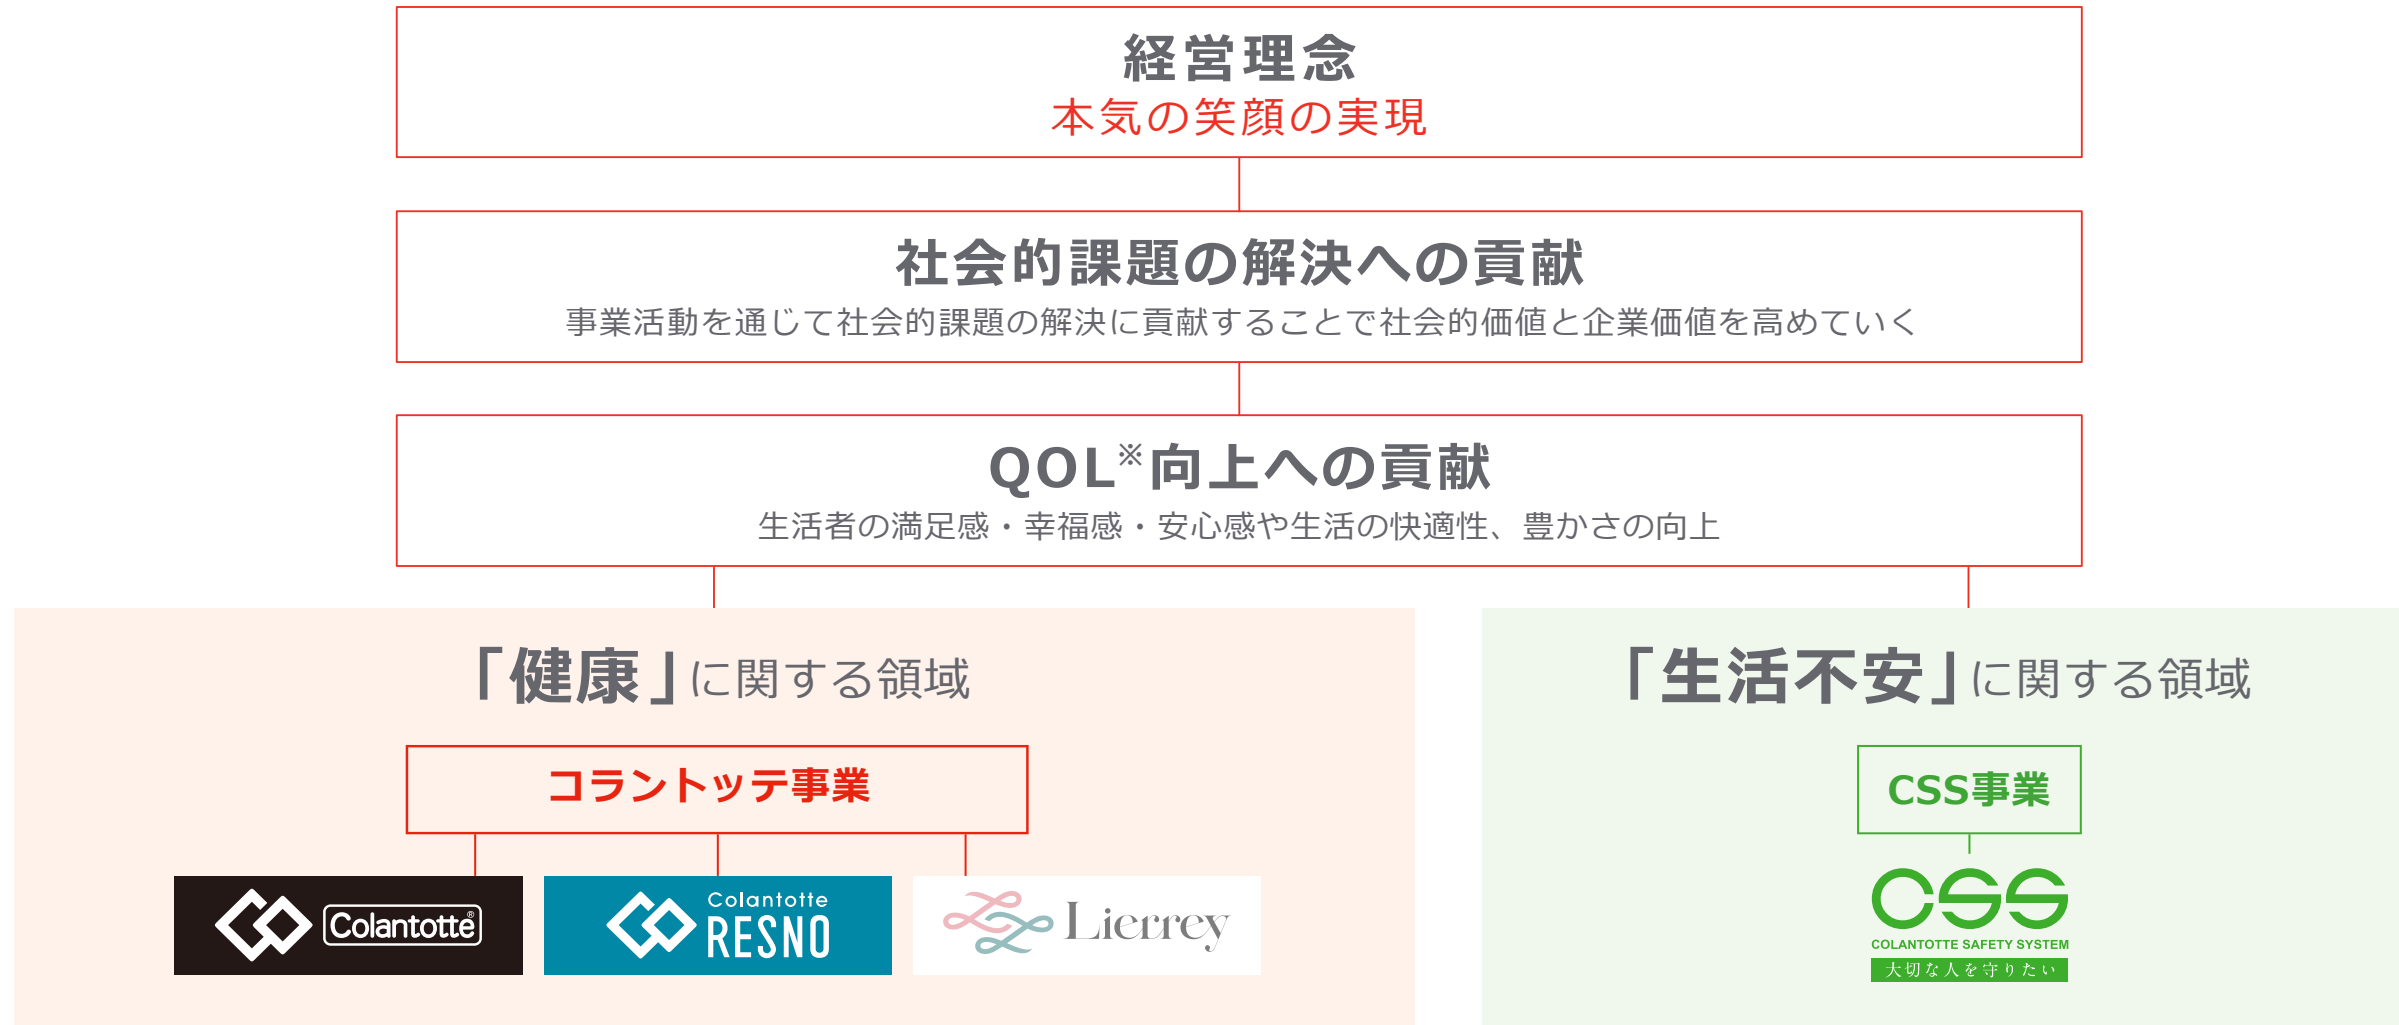 経営理念
本気の笑顔の実現
社会的課題の解決への貢献
事業活動を通じて社会的課題の解決に貢献することで社会的価値と企業価値を高めていく
QOL※向上への貢献
生活者の満足感・幸福感・安心感や生活の快適性、豊かさの向上
「健康」に関する領域
コラントッテ事業
Colantotte®
Colantotte
RESNO
Lierrey
「生活不安」に関する領域
CSS事業
CSS
COLANTOTTE SAFETY SYSTEM
大切な人を守りたい